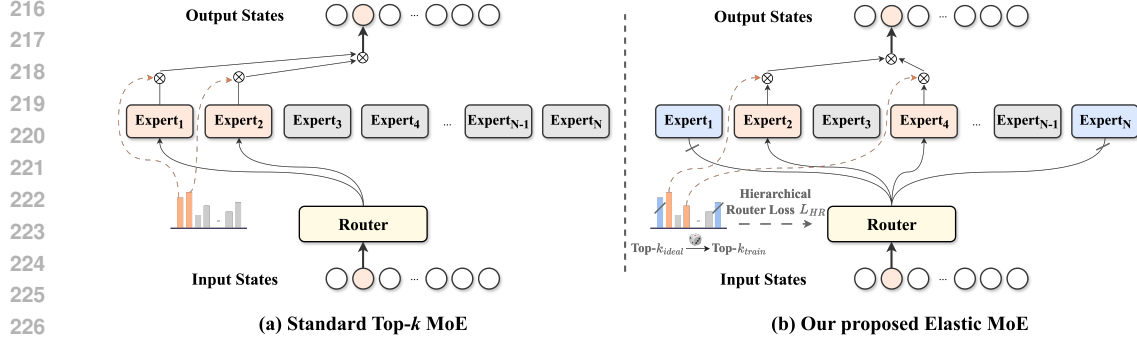 216
217
218
219
220
221
222
223
224
225
226
Output States
...
Expert1 Expert2 Expert3 Expert4 ... ExpertN-1 ExpertN
Router
Input States
...
(a) Standard Top-k MoE
Output States
...
Expert1 Expert2 Expert3 Expert4 ... ExpertN-1 ExpertN
Hierarchical
Router Loss LHR
Router
Top-kideal Top-ktrain
Input States
...
(b) Our proposed Elastic MoE